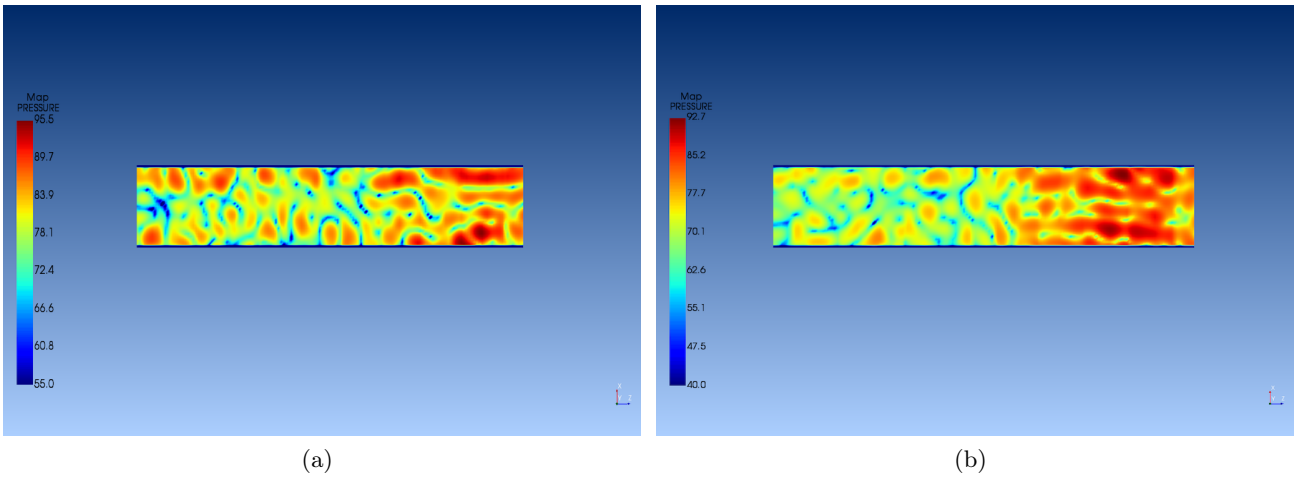 Map
PRESSURE
95.5
89.7
83.9
78.1
72.4
66.6
60.8
55.0
X
Y Z
(a)
Map
PRESSURE
92.7
85.2
77.7
70.1
62.6
55.1
47.5
40.0
X
Y Z
(b)